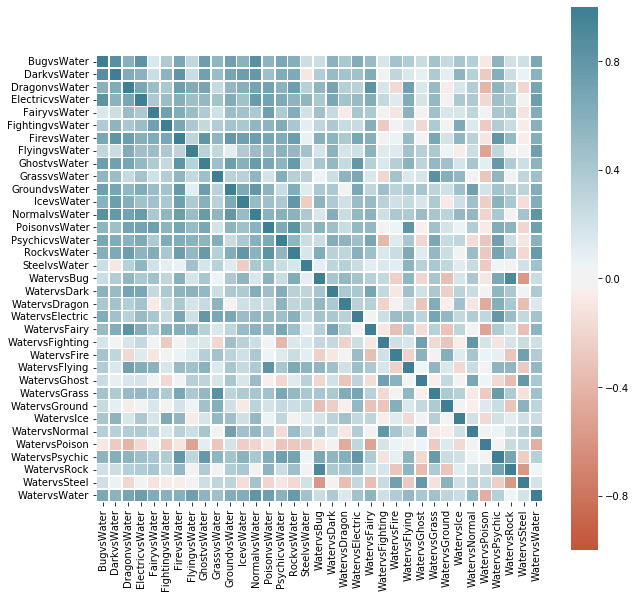 BugvsWater
DarkvsWater
DragonvsWater
ElectricvsWater
FairyvsWater
FightingvsWater
FirevsWater
FlyingvsWater
GhostvsWater
GrassvsWater
GroundvsWater
IcevsWater
NormalvsWater
PoisonvsWater
PsychicvsWater
RockvsWater
SteelvsWater
WatervsBug
WatervsDark
WatervsDragon
WatervsElectric
WatervsFairy
WatervsFighting
WatervsFire
WatervsFlying
WatervsGhost
WatervsGrass
WatervsGround
WatervsIce
WatervsNormal
WatervsPoison
WatervsPsychic
WatervsRock
WatervsSteel
WatervsWater
BugvsWater
DarkvsWater
DragonvsWater
ElectricvsWater
FairyvsWater
FightingvsWater
FirevsWater
FlyingvsWater
GhostvsWater
GrassvsWater
GroundvsWater
IcevsWater
NormalvsWater
PoisonvsWater
PsychicvsWater
RockvsWater
SteelvsWater
WatervsBug
WatervsDark
WatervsDragon
WatervsElectric
WatervsFairy
WatervsFighting
WatervsFire
WatervsFlying
WatervsGhost
WatervsGrass
WatervsGround
WatervsIce
WatervsNormal
WatervsPoison
WatervsPsychic
WatervsRock
WatervsSteel
WatervsWater
0.8
0.4
0.0
−0.4
−0.8